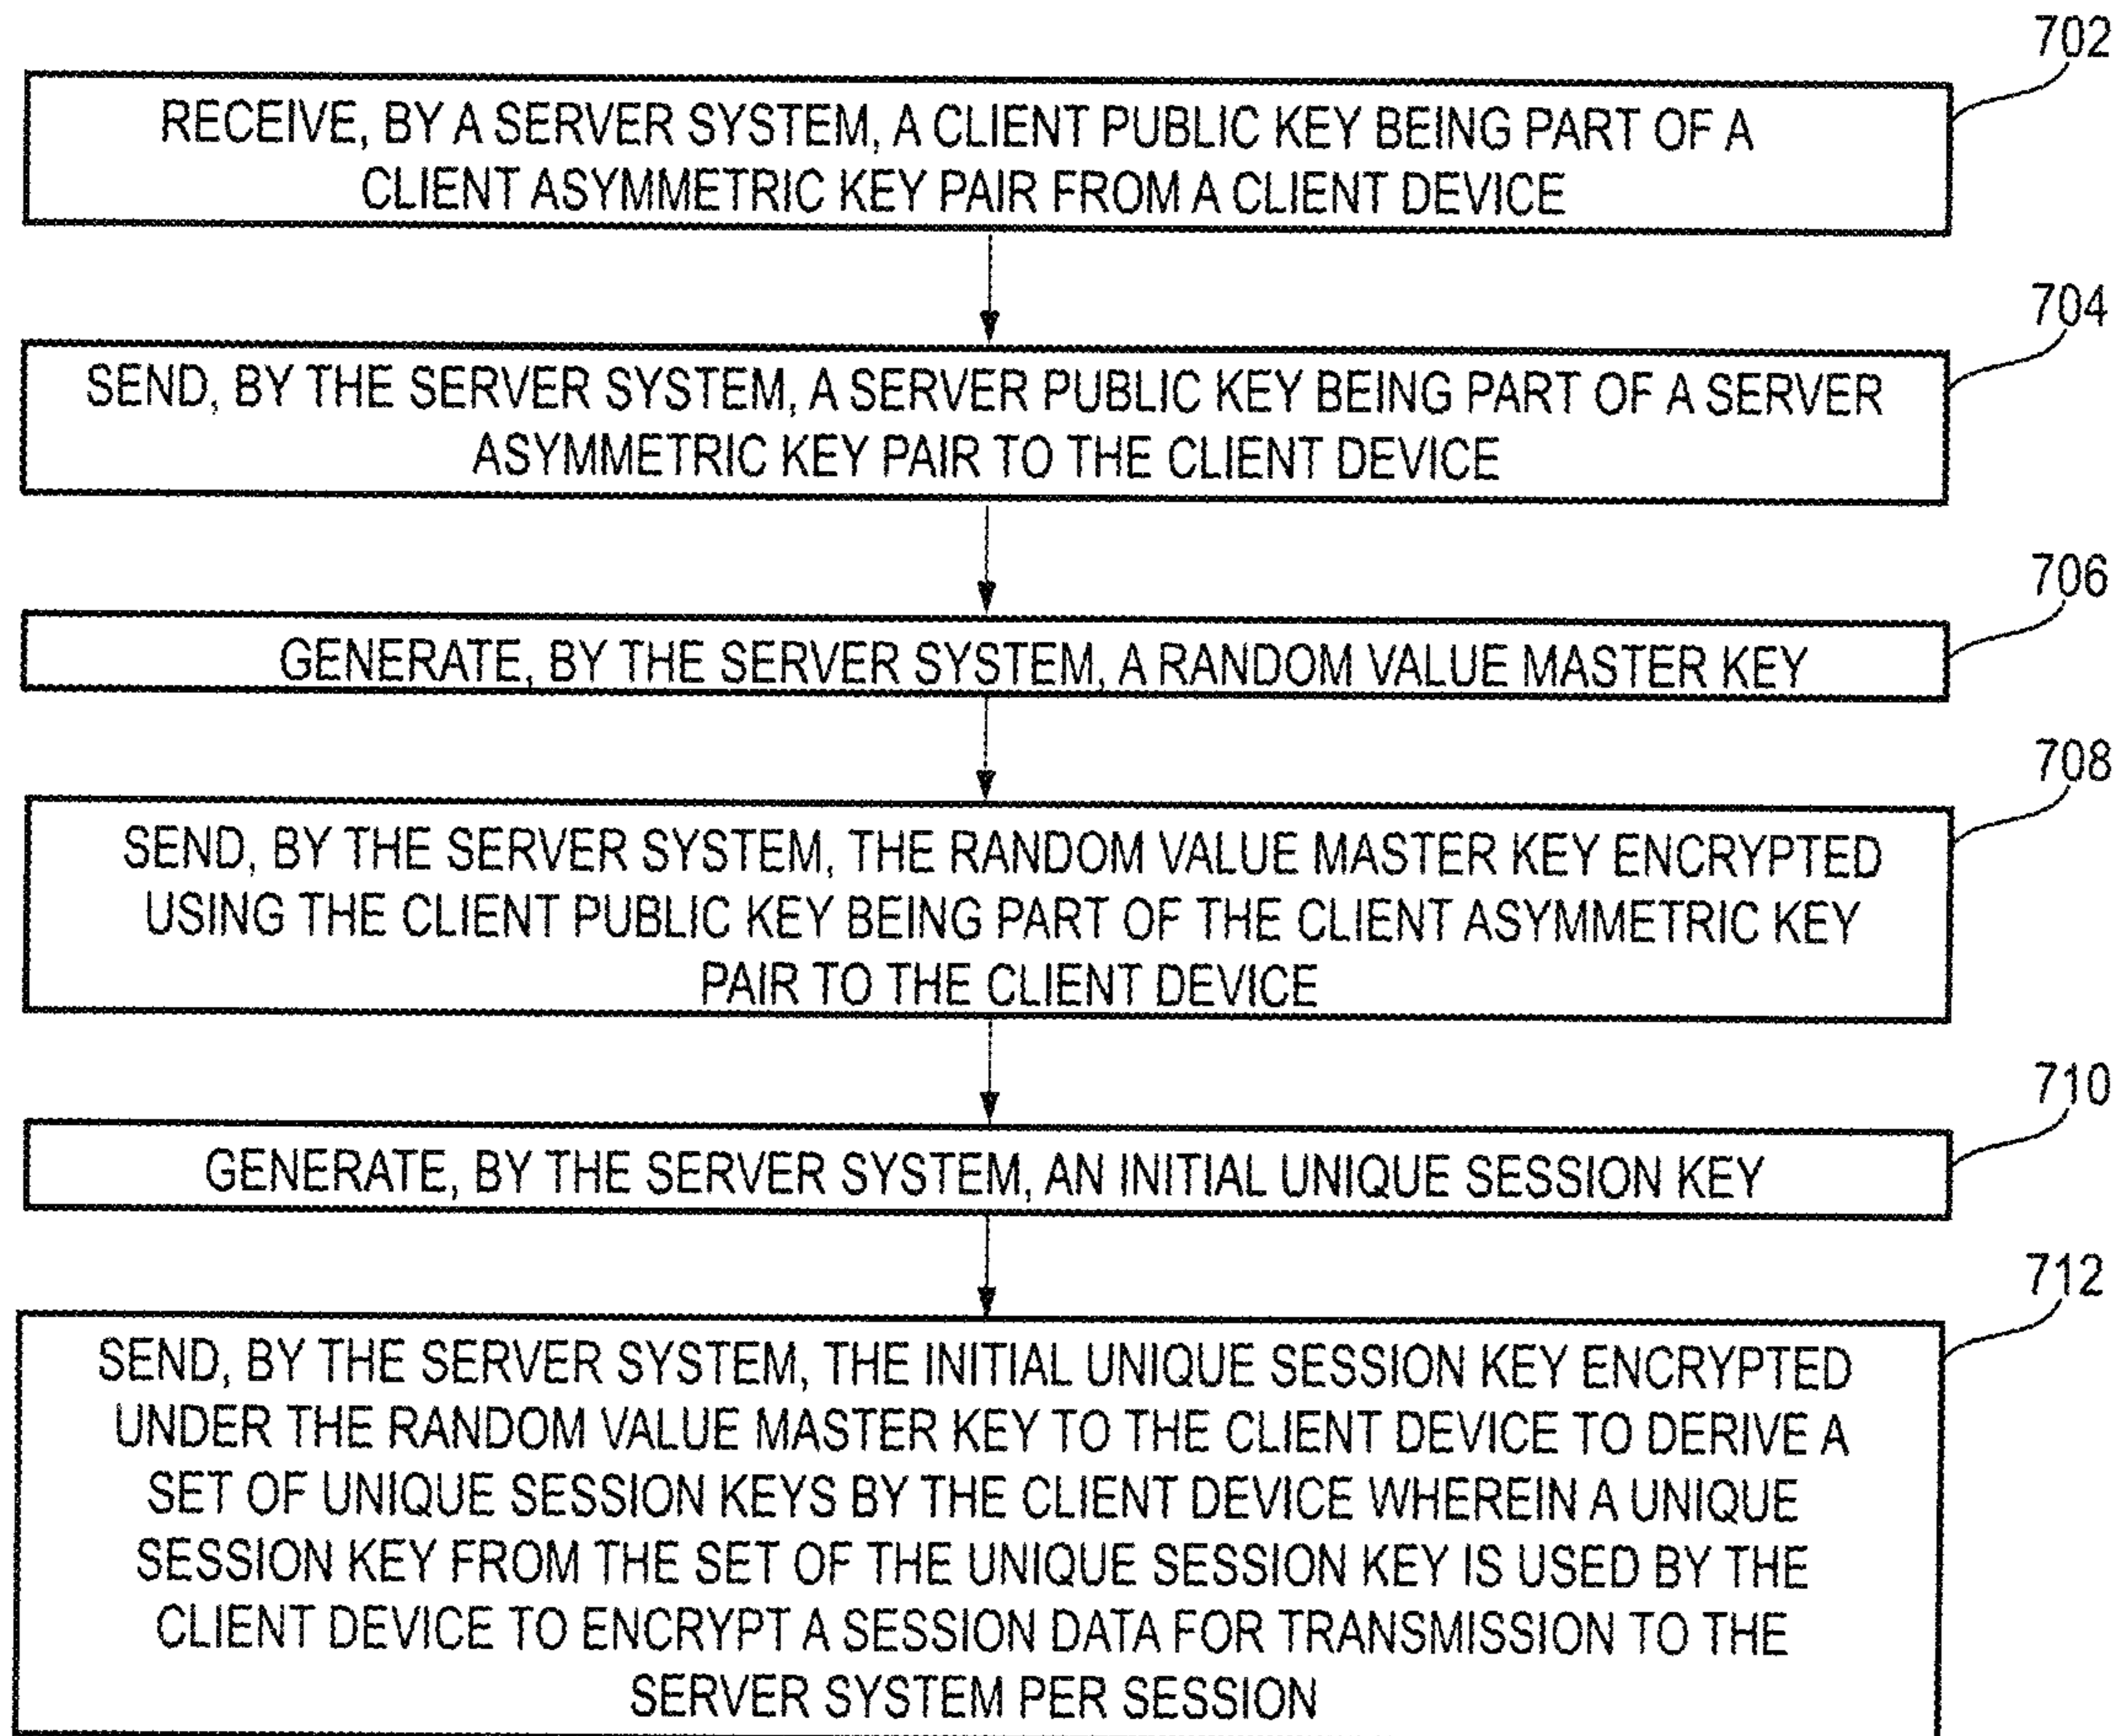 702
RECEIVE, BY A SERVER SYSTEM, A CLIENT PUBLIC KEY BEING PART OF A
CLIENT ASYMMETRIC KEY PAIR FROM A CLIENT DEVICE
704
SEND, BY THE SERVER SYSTEM, A SERVER PUBLIC KEY BEING PART OF A SERVER
ASYMMETRIC KEY PAIR TO THE CLIENT DEVICE
706
GENERATE, BY THE SERVER SYSTEM, A RANDOM VALUE MASTER KEY
708
SEND, BY THE SERVER SYSTEM, THE RANDOM VALUE MASTER KEY ENCRYPTED
USING THE CLIENT PUBLIC KEY BEING PART OF THE CLIENT ASYMMETRIC KEY
PAIR TO THE CLIENT DEVICE
710
GENERATE, BY THE SERVER SYSTEM, AN INITIAL UNIQUE SESSION KEY
712
SEND, BY THE SERVER SYSTEM, THE INITIAL UNIQUE SESSION KEY ENCRYPTED
UNDER THE RANDOM VALUE MASTER KEY TO THE CLIENT DEVICE TO DERIVE A
SET OF UNIQUE SESSION KEYS BY THE CLIENT DEVICE WHEREIN A UNIQUE
SESSION KEY FROM THE SET OF THE UNIQUE SESSION KEY IS USED BY THE
CLIENT DEVICE TO ENCRYPT A SESSION DATA FOR TRANSMISSION TO THE
SERVER SYSTEM PER SESSION